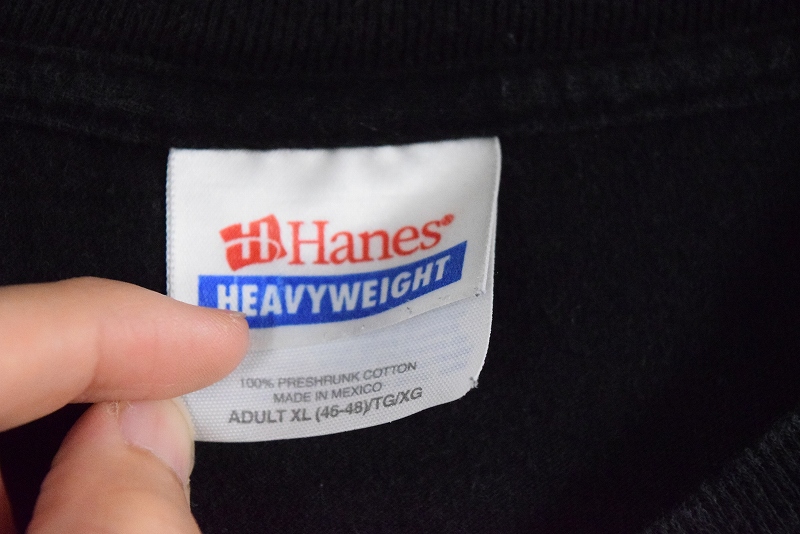 Hanes®
HEAVYWEIGHT
100% PRESHRUNK COTTON
MADE IN MEXICO
ADULT XL (46-48)/TG/XG